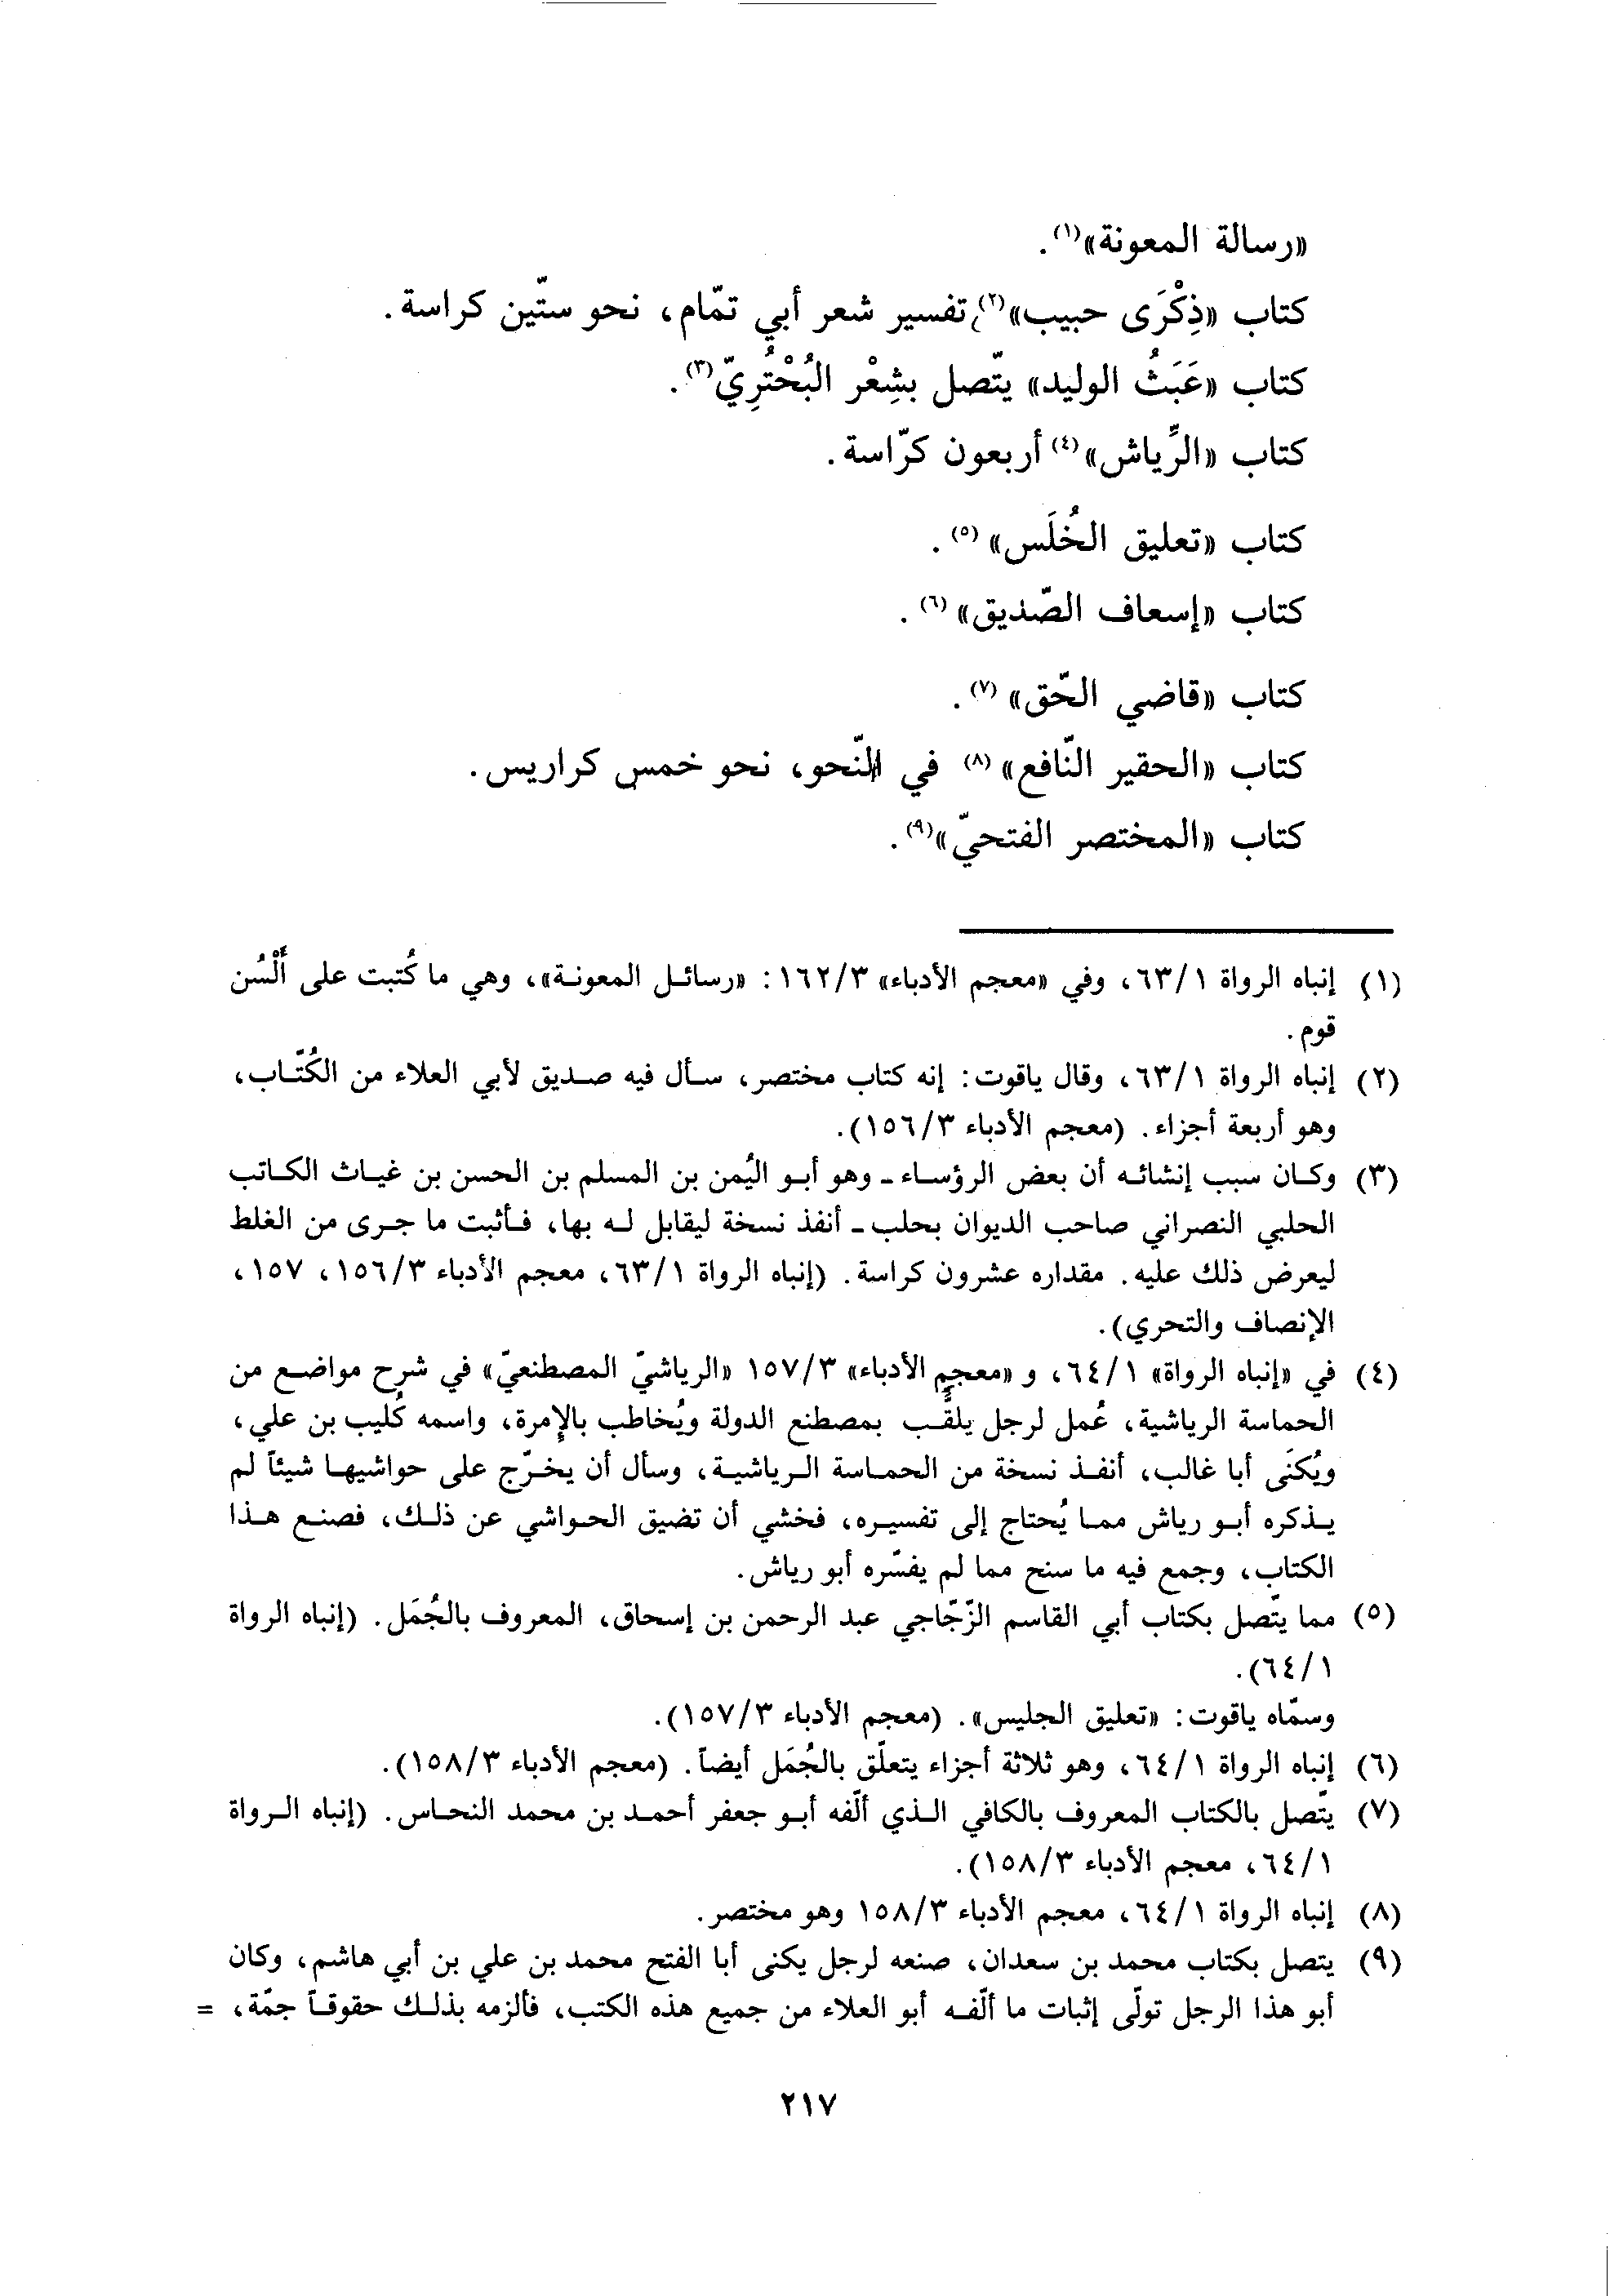 «رسالة المعونة»(١).
كتاب «ذِكْرَى حبيب»(٢) تفسير شعر أبي تمّام، نحو ستّين كراسة.
كتاب «عَبَثُ الوليد» يتّصل بشِعْر البُحْتُرِيّ(٣).
كتاب «الرِّياش»(٤) أربعون كرّاسة.
كتاب «تعليق الخُلَس» (٥).
كتاب «إسعاف الصّديق» (٦).
كتاب «قاضي الحّق» (٧).
كتاب «الحقير النّافع» (٨) في النّحو، نحو خمس كراريس.
كتاب «المختصر الفتحيّ»(٩).
(١) إنباه الرواة ٦٣/١، وفي «معجم الأدباء» ١٦٢/٣: «رسائل المعونة»، وهي ما كُتبت على أَلْسُن
قوم.
(٢) إنباه الرواة ٦٣/١، وقال ياقوت: إنه كتاب مختصر، سأل فيه صديق لأبي العلاء من الكُتّاب،
وهو أربعة أجزاء. (معجم الأدباء ١٥٦/٣).
(٣) وكان سبب إنشائه أن بعض الرؤساء - وهو أبو اليُمن بن المسلم بن الحسن بن غياث الكاتب
الحلبي النصراني صاحب الديوان بحلب - أنفذ نسخة ليقابل له بها، فأثبت ما جرى من الغلط
ليعرض ذلك عليه. مقداره عشرون كراسة. (إنباه الرواة ٦٣/١، معجم الأدباء ١٥٦/٣، ١٥٧،
الإنصاف والتحري).
(٤) في «إنباه الرواة» ٦٤/١، و «معجم الأدباء» ١٥٧/٣ «الرياشيّ المصطنعيّ» في شرح مواضع من
الحماسة الرياشية، عُمل لرجل يلقَّب بمصطنع الدولة ويُخاطب بالإمرة، واسمه كُليب بن علي،
ويُكنَى أبا غالب، أنفذ نسخة من الحماسة الرياشية، وسأل أن يخرّج على حواشيها شيئاً لم
يذكره أبو رياش مما يُحتاج إلى تفسيره، فخشي أن تضيق الحواشي عن ذلك، فصنع هذا
الكتاب، وجمع فيه ما سنح مما لم يفسّره أبو رياش.
(٥) مما يتّصل بكتاب أبي القاسم الزّجّاجي عبد الرحمن بن إسحاق، المعروف بالجُمَل. (إنباه الرواة
٦٤/١).
وسمّاه ياقوت: «تعليق الجليس». (معجم الأدباء ١٥٧/٣).
(٦) إنباه الرواة ٦٤/١، وهو ثلاثة أجزاء يتعلّق بالجُمَل أيضاً. (معجم الأدباء ١٥٨/٣).
(٧) يتّصل بالكتاب المعروف بالكافي الذي ألّفه أبو جعفر أحمد بن محمد النحاس. (إنباه الرواة
٦٤/١، معجم الأدباء ١٥٨/٣).
(٨) إنباه الرواة ٦٤/١، معجم الأدباء ١٥٨/٣ وهو مختصر.
(٩) يتصل بكتاب محمد بن سعدان، صنعه لرجل يكنى أبا الفتح محمد بن علي بن أبي هاشم، وكان
أبو هذا الرجل تولّى إثبات ما ألّفه أبو العلاء من جميع هذه الكتب، فألزمه بذلك حقوقاً جمّة، =
٢١٧